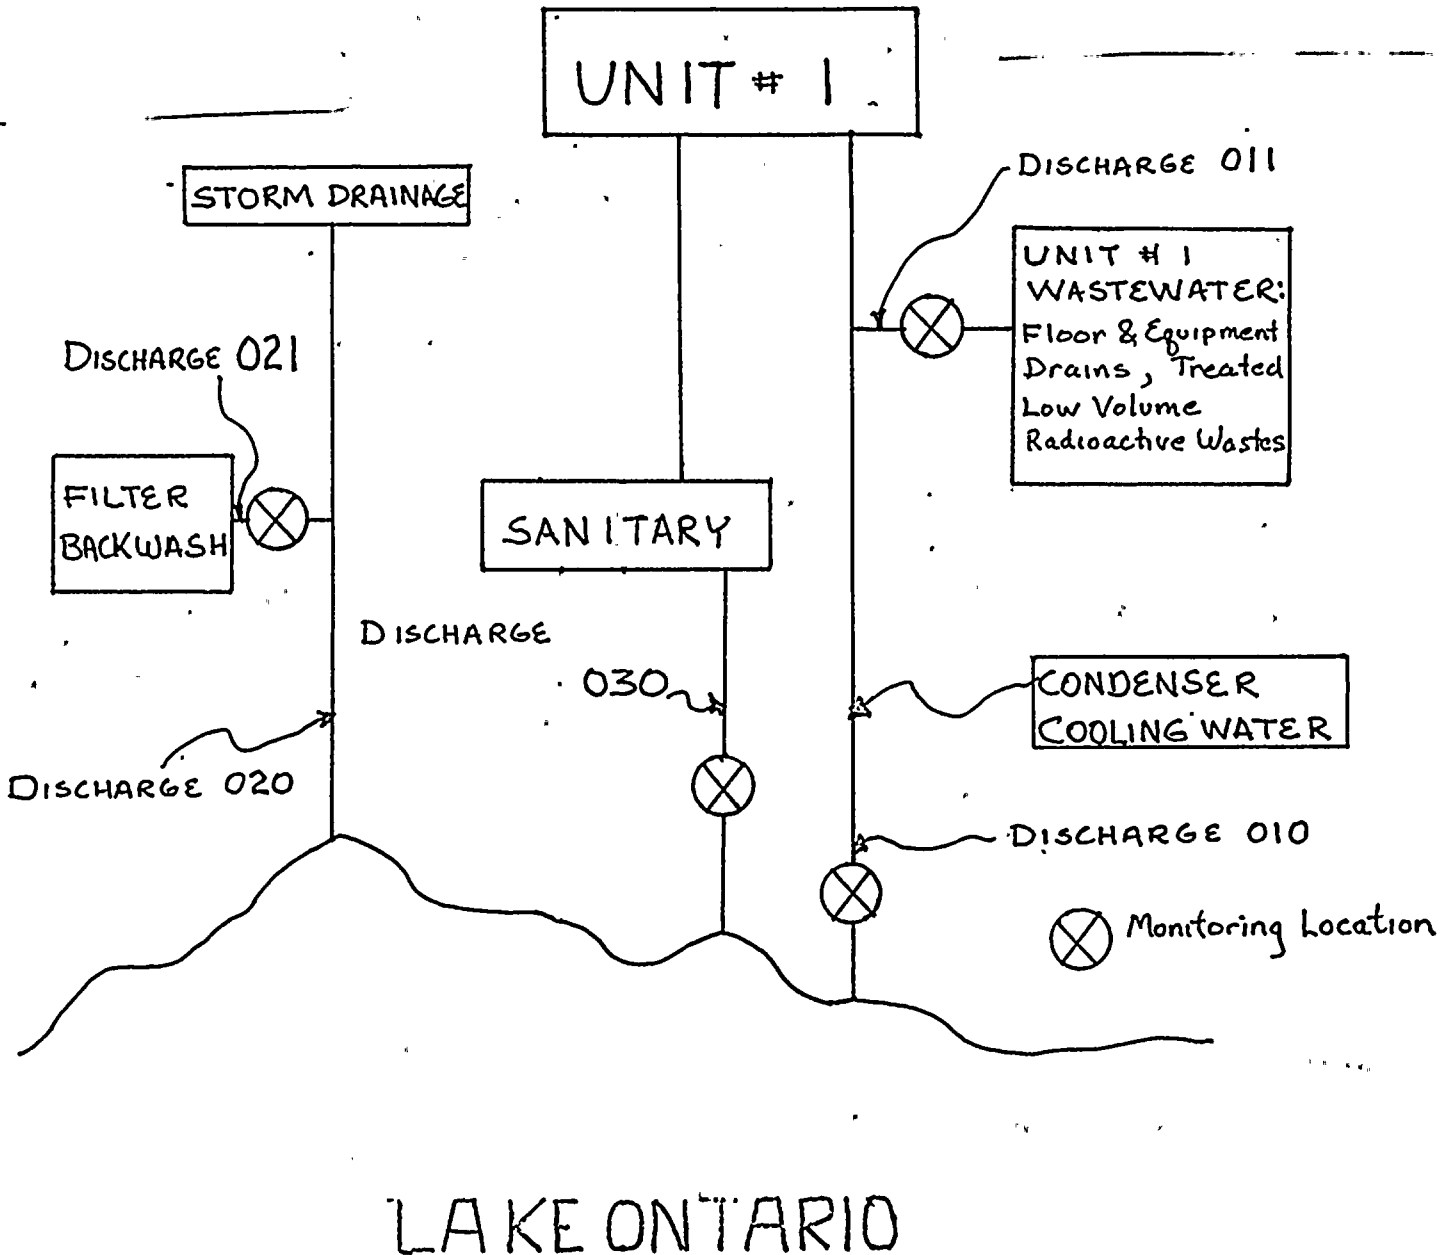 UNIT # 1
DISCHARGE 011
STORM DRAINAGE
UNIT # 1
WASTEWATER:
Floor & Equipment
Drains, Treated
Low Volume
Radioactive Wastes
DISCHARGE 021
FILTER
BACKWASH
SANITARY
DISCHARGE
030
CONDENSER
COOLING WATER
DISCHARGE 020
DISCHARGE 010
Monitoring Location
LAKE ONTARIO